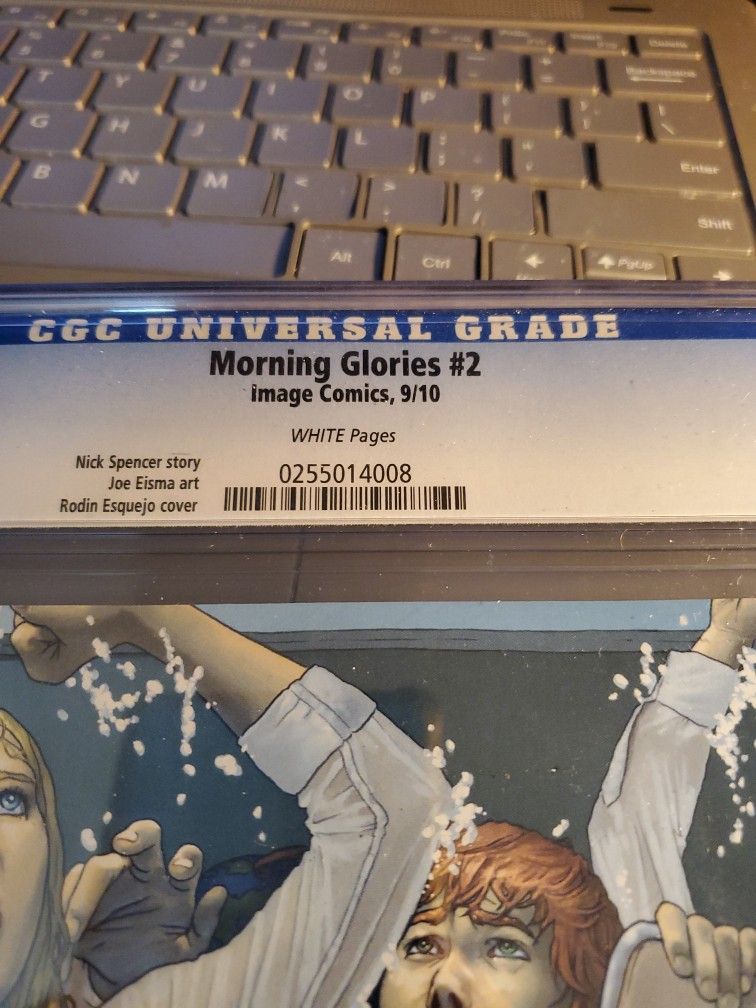 Delete
Backspace
T Y U I O P
G H J K L
Enter
B N M < > ?
, . /
Shift
Alt Ctrl PgUp
CGC UNIVERSAL GRADE
Morning Glories #2
Image Comics, 9/10
WHITE Pages
Nick Spencer story
Joe Eisma art
Rodin Esquejo cover
0255014008